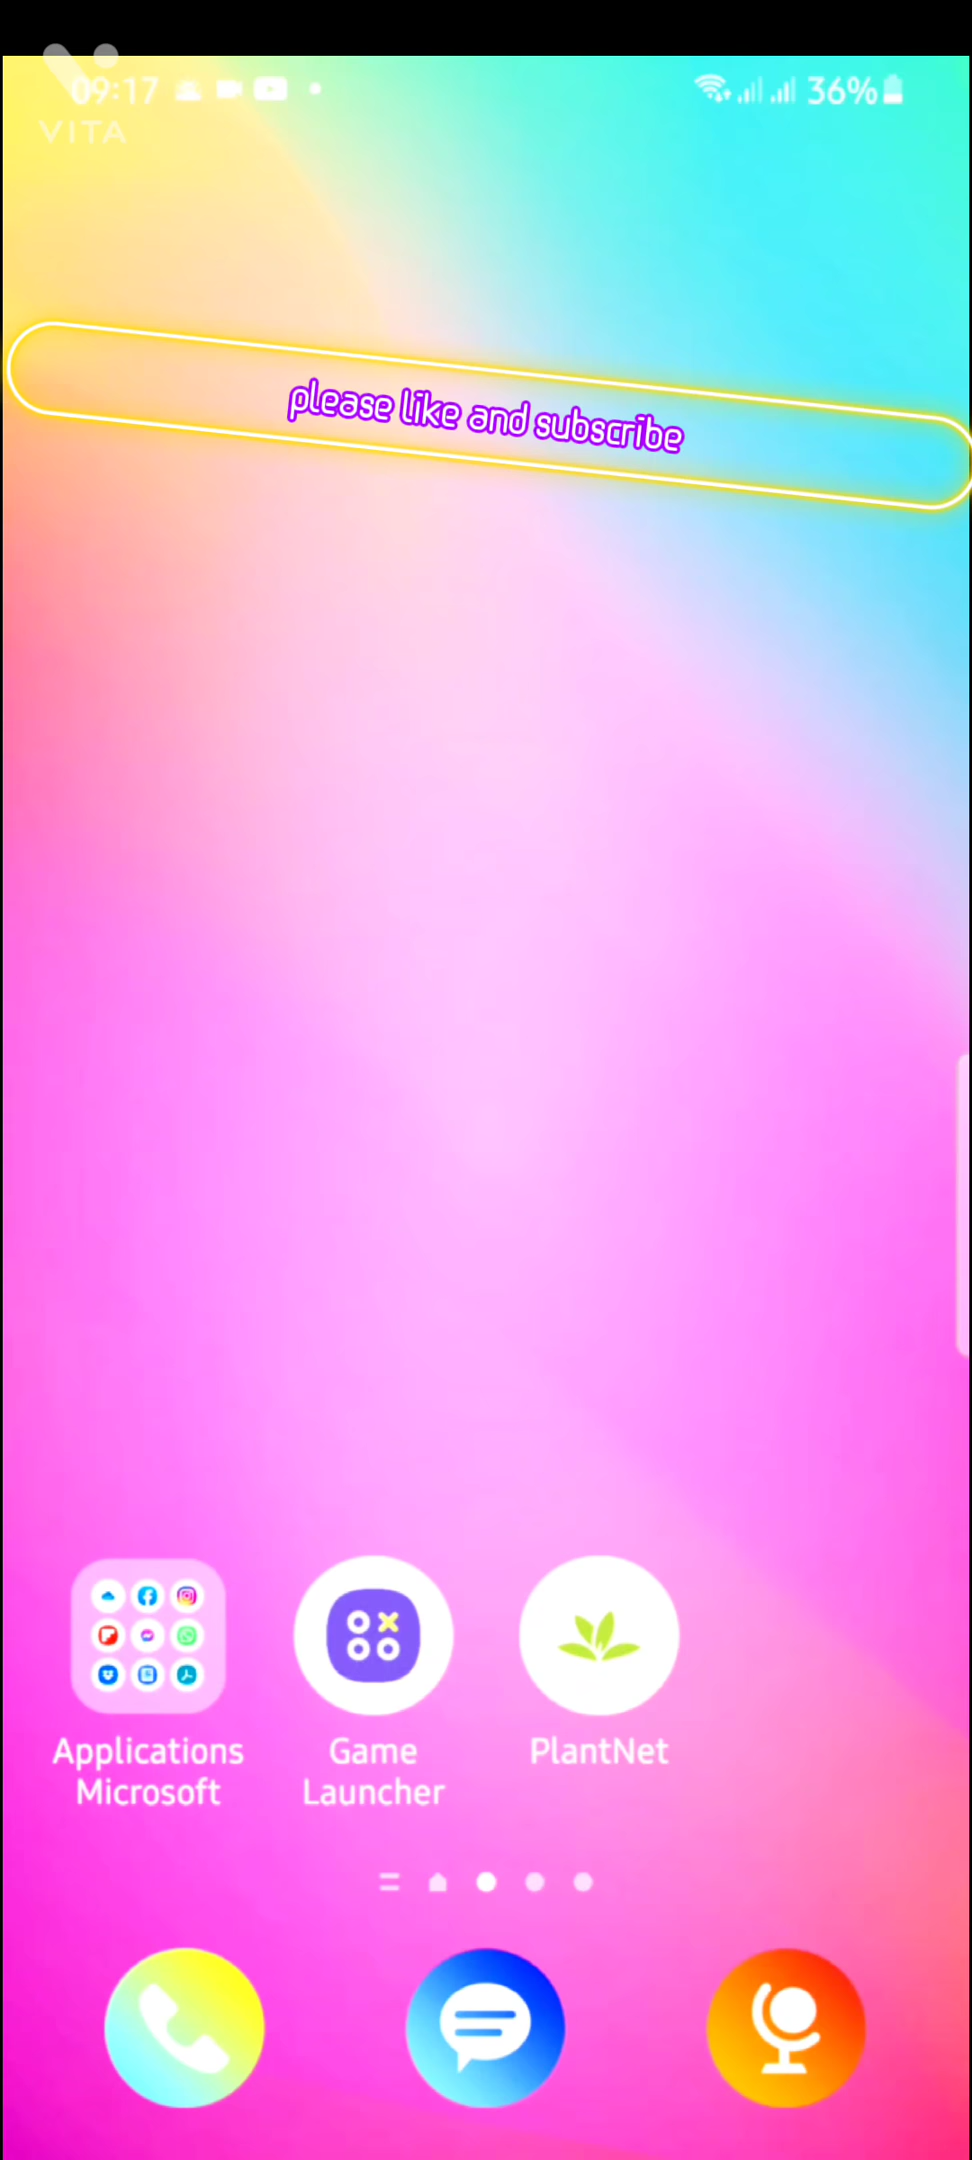 09:17
36%
VITA
please like and subscribe
Applications
Microsoft
Game
Launcher
PlantNet